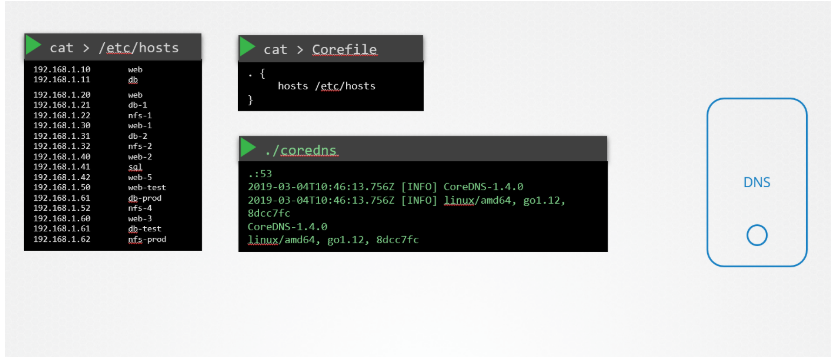 cat > /etc/hosts
192.168.1.10 web
192.168.1.11 db
192.168.1.20 web
192.168.1.21 db-1
192.168.1.22 nfs-1
192.168.1.30 web-1
192.168.1.31 db-2
192.168.1.32 nfs-2
192.168.1.40 web-2
192.168.1.41 sql
192.168.1.42 web-5
192.168.1.50 web-test
192.168.1.61 db-prod
192.168.1.52 nfs-4
192.168.1.60 web-3
192.168.1.61 db-test
192.168.1.62 nfs-prod
cat > Corefile
. {
hosts /etc/hosts
}
./coredns
.:53
2019-03-04T10:46:13.756Z [INFO] CoreDNS-1.4.0
2019-03-04T10:46:13.756Z [INFO] linux/amd64, go1.12,
8dcc7fc
CoreDNS-1.4.0
linux/amd64, go1.12, 8dcc7fc
DNS